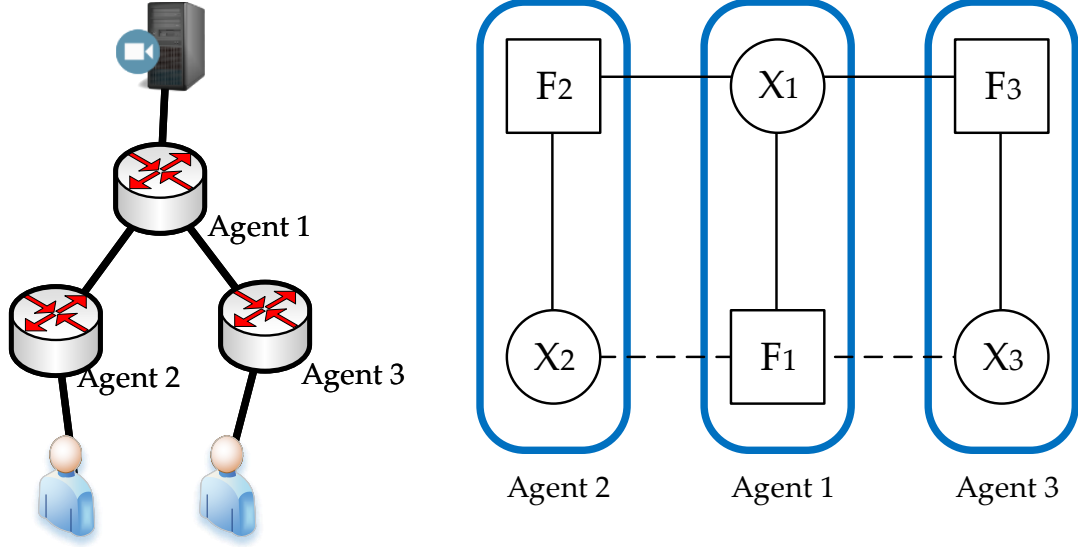 Agent 1
Agent 2
Agent 3
F2
X1
F3
X2
F1
X3
Agent 2
Agent 1
Agent 3